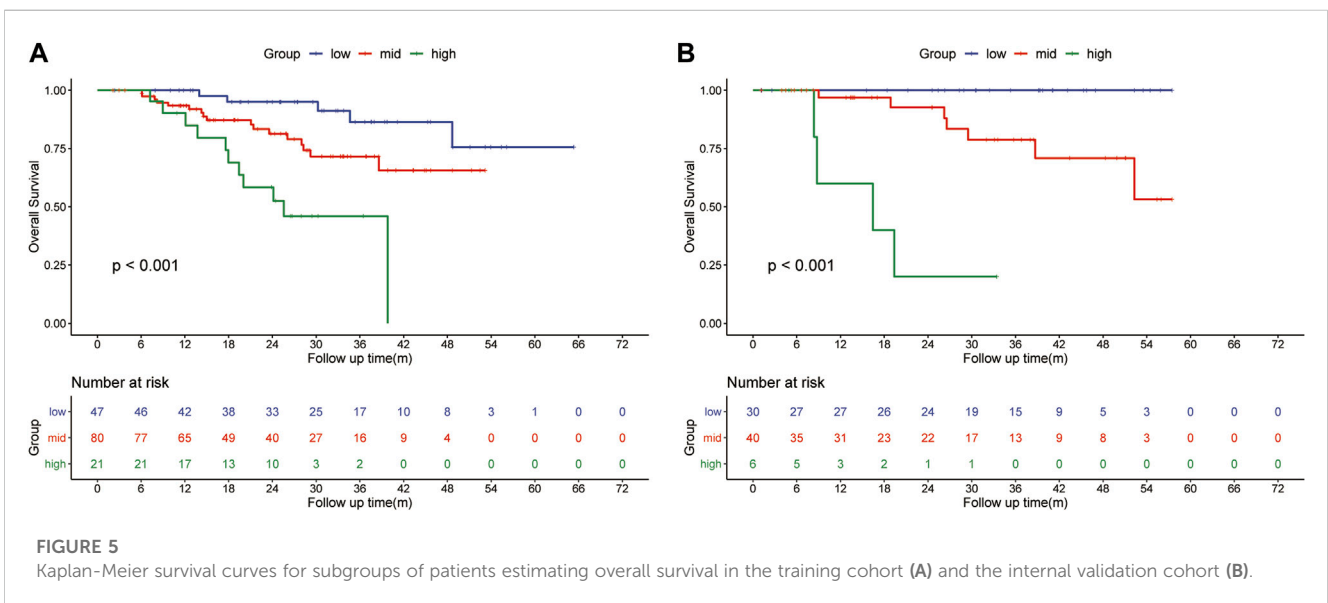 A
Group low mid high
1.00
0.75
0.50
0.25
0.00
Overall Survival
p < 0.001
0 6 12 18 24 30 36 42 48 54 60 66 72
Follow up time(m)
Number at risk
Group
low 47 46 42 38 33 25 17 10 8 3 1 0 0
mid 80 77 65 49 40 27 16 9 4 0 0 0 0
high 21 21 17 13 10 3 2 0 0 0 0 0 0
0 6 12 18 24 30 36 42 48 54 60 66 72
Follow up time(m)
B
Group low mid high
1.00
0.75
0.50
0.25
0.00
Overall Survival
p < 0.001
0 6 12 18 24 30 36 42 48 54 60 66 72
Follow up time(m)
Number at risk
Group
low 30 27 27 26 24 19 15 9 5 3 0 0 0
mid 40 35 31 23 22 17 13 9 8 3 0 0 0
high 6 5 3 2 1 1 0 0 0 0 0 0 0
0 6 12 18 24 30 36 42 48 54 60 66 72
Follow up time(m)
FIGURE 5
Kaplan-Meier survival curves for subgroups of patients estimating overall survival in the training cohort (A) and the internal validation cohort (B).